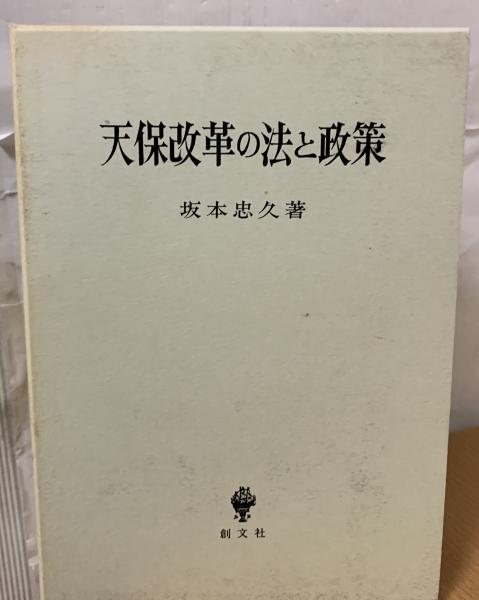 天保改革の法と政策
坂本忠久著
創文社